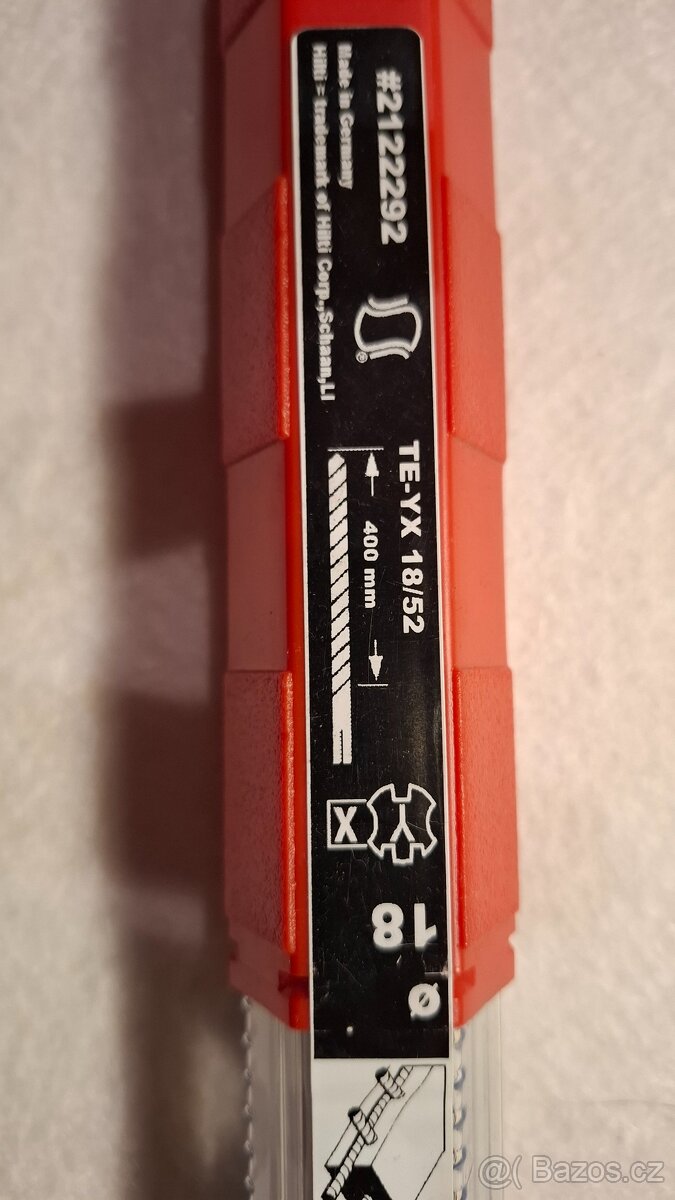 #2122292
Made in Germany
Hilti = trademark of Hilti Corp.,Schaan,LI
®
TE-YX 18/52
400 mm
Y
X
18
Ø
@( Bazos.cz